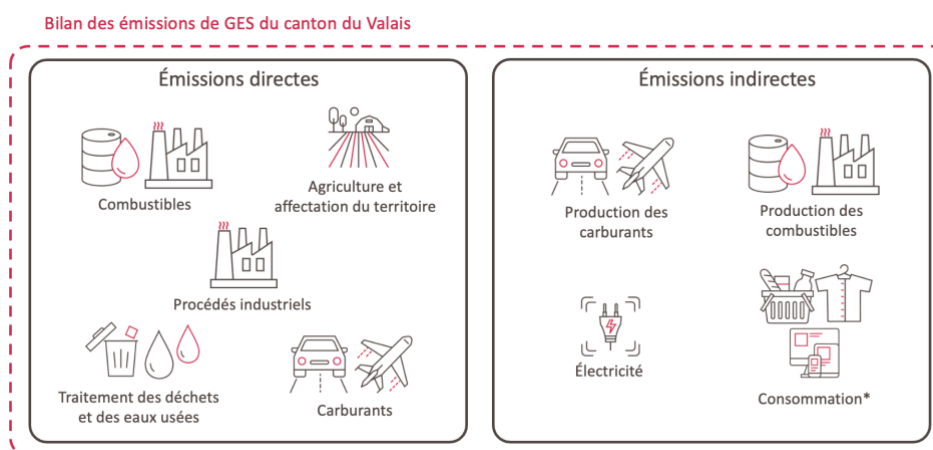 Bilan des émissions de GES du canton du Valais
Émissions directes
Combustibles
Agriculture et
affectation du territoire
Procédés industriels
Traitement des déchets
et des eaux usées
Carburants
Émissions indirectes
Production des
carburants
Production des
combustibles
Électricité
Consommation*